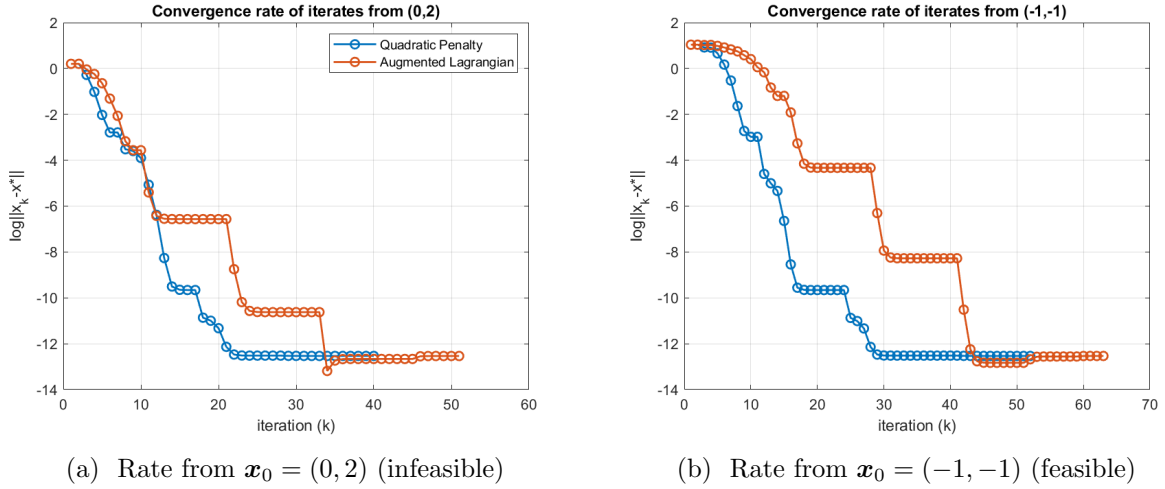 Convergence rate of iterates from (0,2)
2
0
-2
-4
-6
-8
-10
-12
-14
log||x_k-x*||
0 10 20 30 40 50 60
iteration (k)
Quadratic Penalty
Augmented Lagrangian
(a) Rate from x₀ = (0, 2) (infeasible)
Convergence rate of iterates from (-1,-1)
2
0
-2
-4
-6
-8
-10
-12
-14
log||x_k-x*||
0 10 20 30 40 50 60 70
iteration (k)
(b) Rate from x₀ = (−1, −1) (feasible)